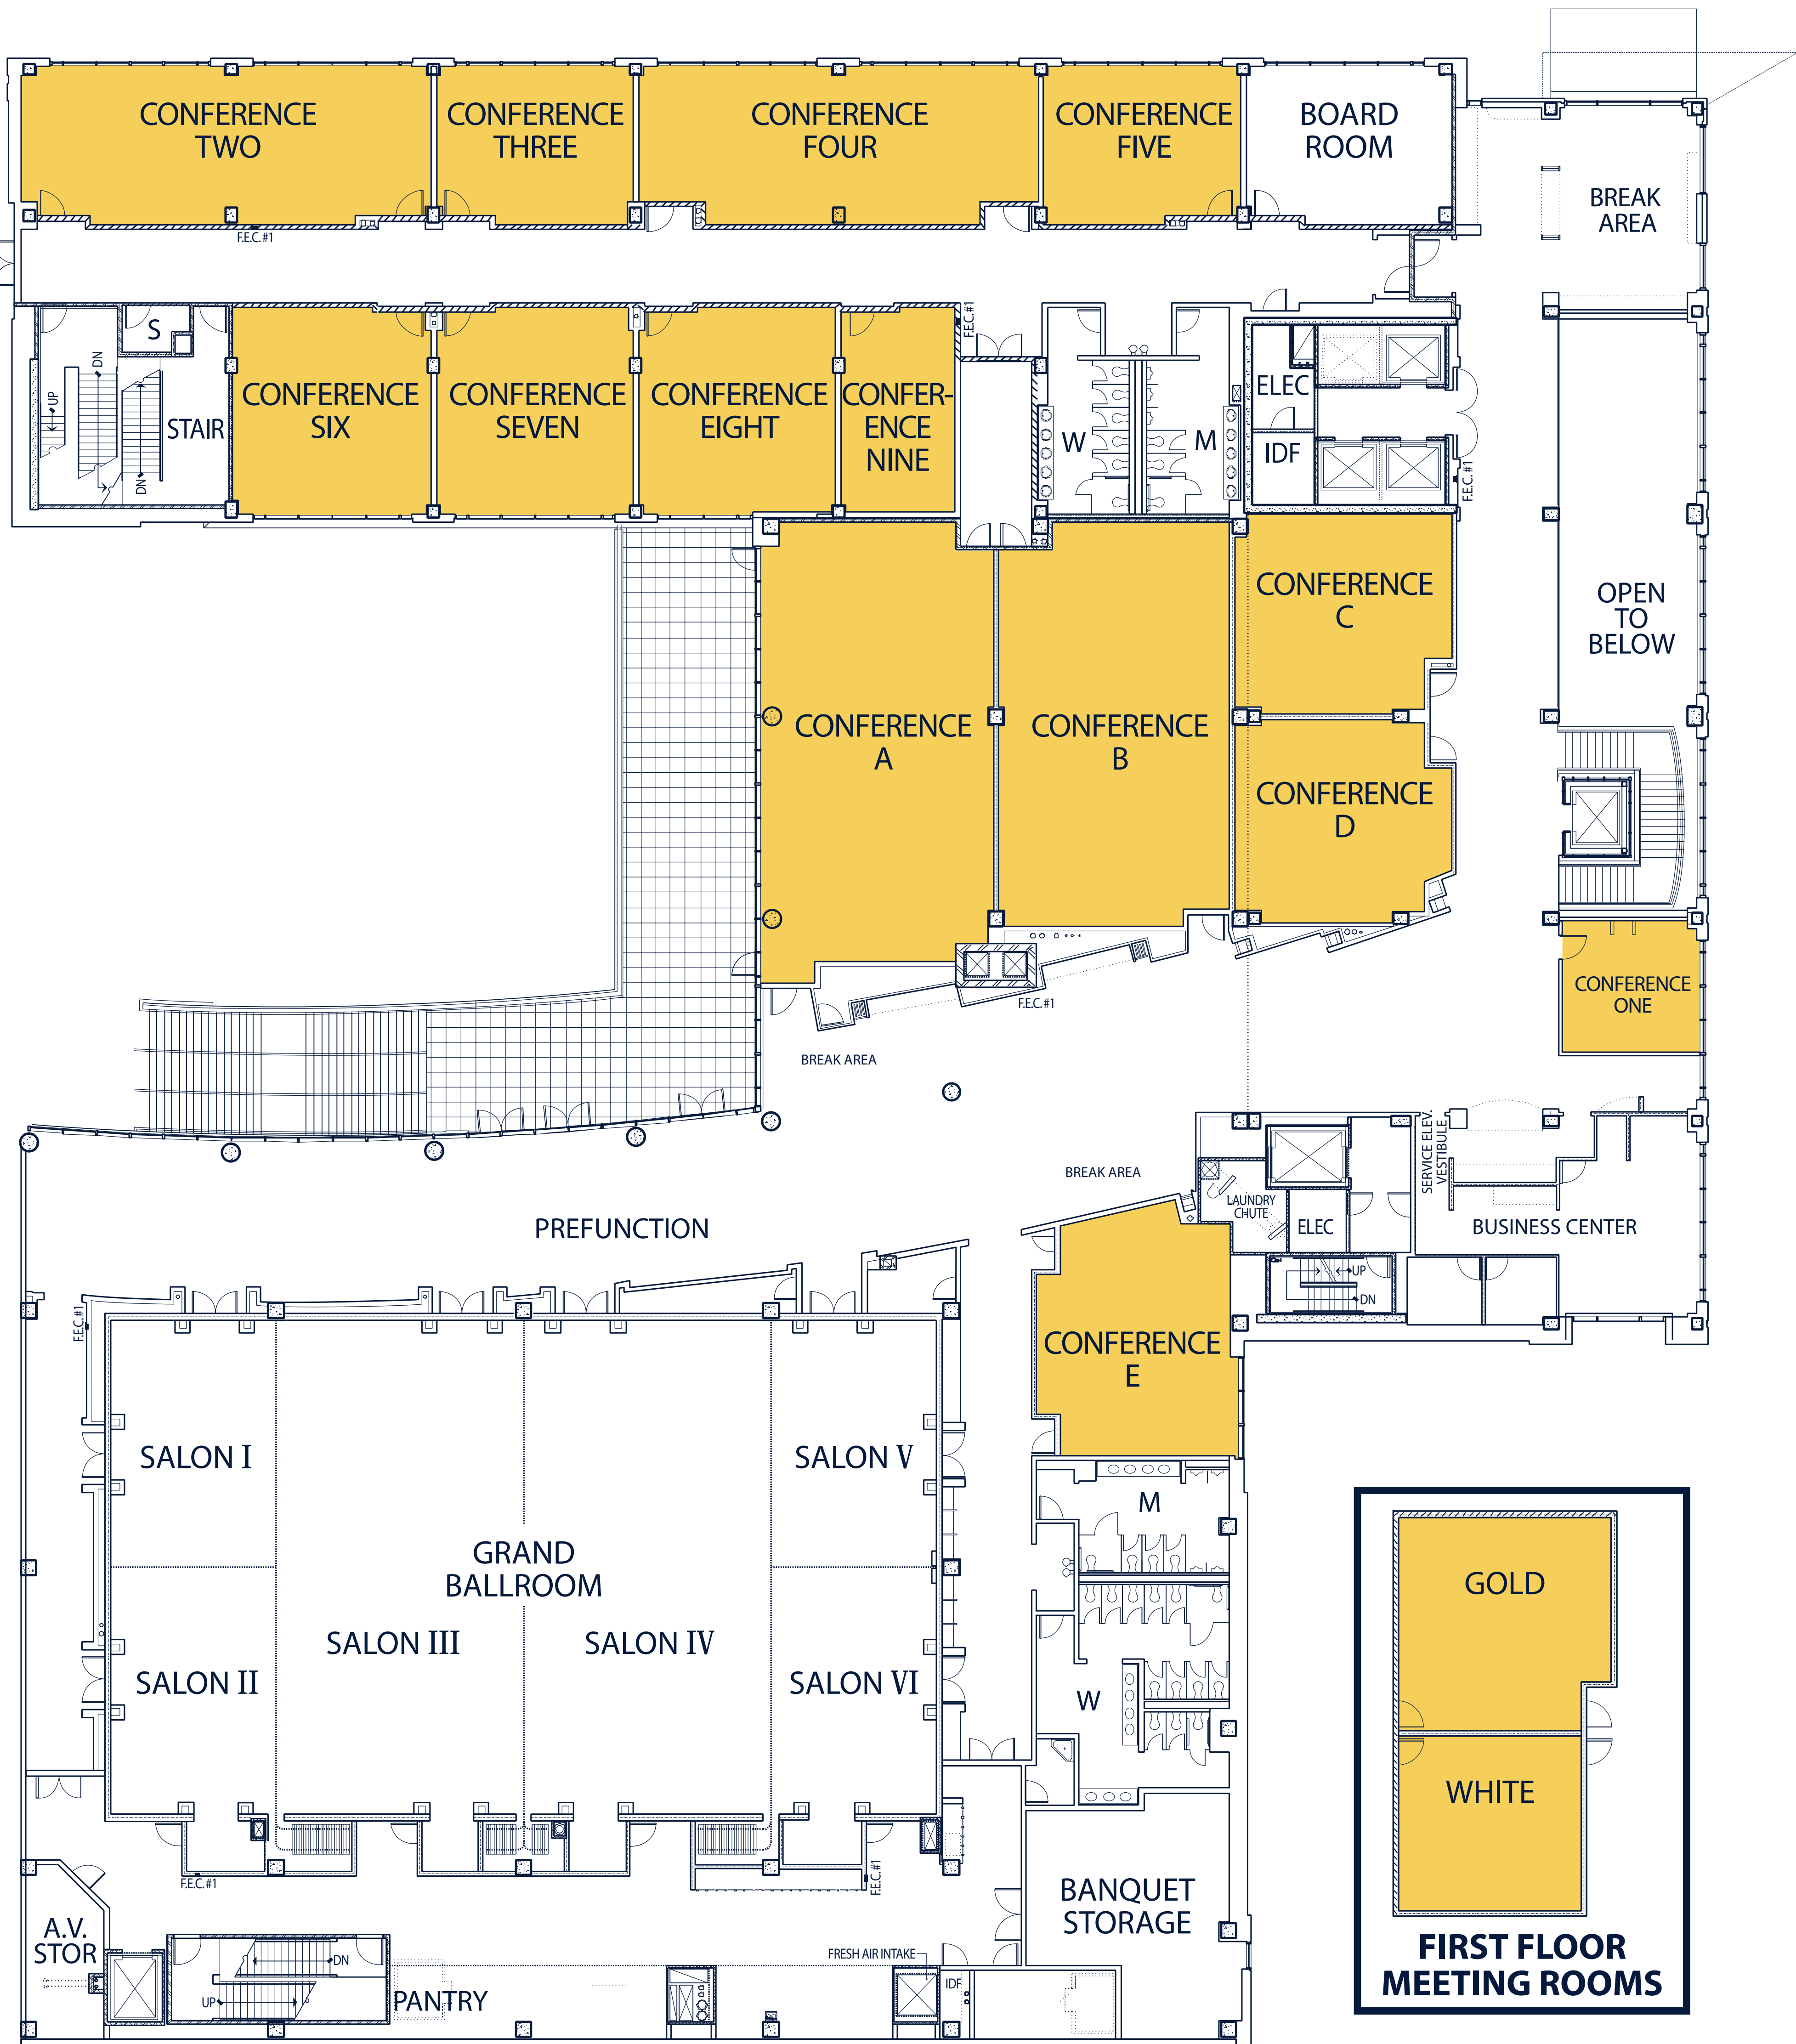 CONFERENCE
TWO
CONFERENCE
THREE
CONFERENCE
FOUR
CONFERENCE
FIVE
BOARD
ROOM
BREAK
AREA
F.E.C. #1
S
DN
UP
DN
STAIR
CONFERENCE
SIX
CONFERENCE
SEVEN
CONFERENCE
EIGHT
CONFER-
ENCE
NINE
F.E.C. #1
W
M
ELEC
IDF
F.E.C. #1
OPEN
TO
BELOW
CONFERENCE
A
CONFERENCE
B
CONFERENCE
C
CONFERENCE
D
CONFERENCE
ONE
F.E.C. #1
BREAK AREA
BREAK AREA
PREFUNCTION
LAUNDRY
CHUTE
ELEC
SERVICE ELEV.
VESTIBULE
BUSINESS CENTER
UP
DN
F.E.C. #1
CONFERENCE
E
SALON I
SALON V
GRAND
BALLROOM
SALON III
SALON IV
SALON II
SALON VI
M
W
F.E.C. #1
F.E.C. #1
BANQUET
STORAGE
A.V.
STOR
DN
UP
PANTRY
FRESH AIR INTAKE
IDF
GOLD
WHITE
FIRST FLOOR
MEETING ROOMS